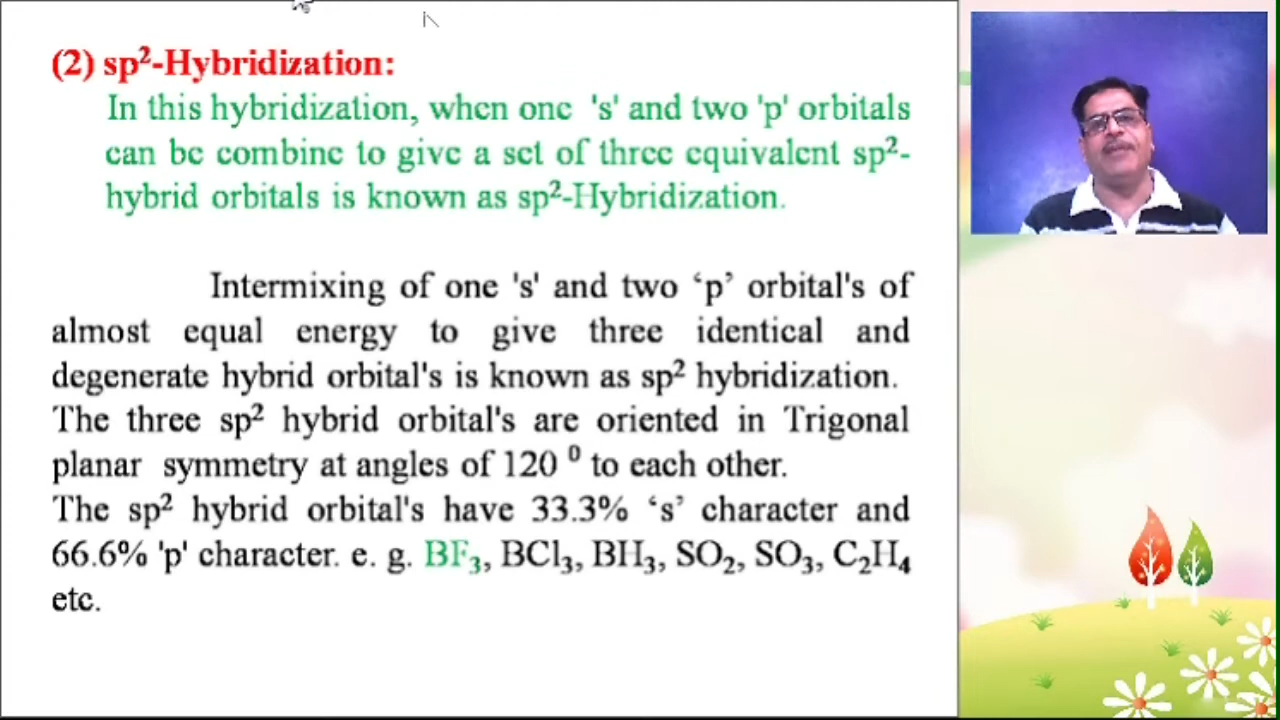 (2) sp²-Hybridization:
In this hybridization, when one 's' and two 'p' orbitals
can be combine to give a set of three equivalent sp²-
hybrid orbitals is known as sp²-Hybridization.
Intermixing of one 's' and two ‘p’ orbital's of
almost equal energy to give three identical and
degenerate hybrid orbital's is known as sp² hybridization.
The three sp² hybrid orbital's are oriented in Trigonal
planar symmetry at angles of 120 ⁰ to each other.
The sp² hybrid orbital's have 33.3% ‘s’ character and
66.6% 'p' character. e. g. BF₃, BCl₃, BH₃, SO₂, SO₃, C₂H₄
etc.